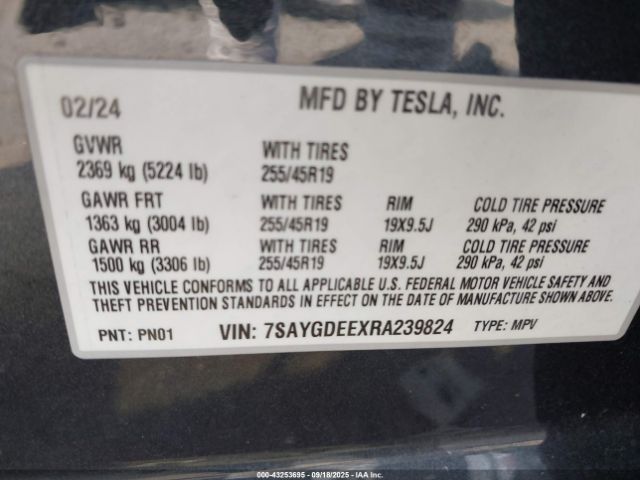 02/24 MFD BY TESLA, INC.
GVWR WITH TIRES
2369 kg (5224 lb) 255/45R19
GAWR FRT WITH TIRES RIM COLD TIRE PRESSURE
1363 kg (3004 lb) 255/45R19 19X9.5J 290 kPa, 42 psi
GAWR RR WITH TIRES RIM COLD TIRE PRESSURE
1500 kg (3306 lb) 255/45R19 19X9.5J 290 kPa, 42 psi
THIS VEHICLE CONFORMS TO ALL APPLICABLE U.S. FEDERAL MOTOR VEHICLE SAFETY AND
THEFT PREVENTION STANDARDS IN EFFECT ON THE DATE OF MANUFACTURE SHOWN ABOVE.
PNT: PN01 VIN: 7SAYGDEEXRA239824 TYPE: MPV
000-43253695 - 09/18/2025 - IAAI.COM